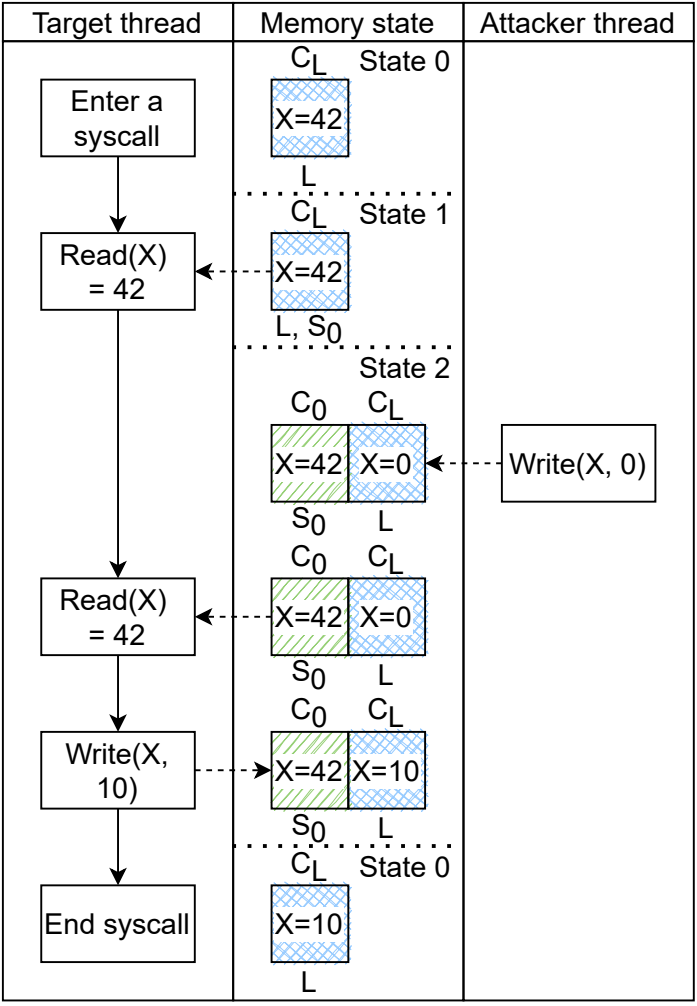 Target thread
Memory state
Attacker thread
C_L
State 0
Enter a
syscall
X=42
L
C_L
State 1
Read(X)
= 42
X=42
L, S_0
State 2
C_0
C_L
X=42
X=0
Write(X, 0)
S_0
L
C_0
C_L
Read(X)
= 42
X=42
X=0
S_0
L
C_0
C_L
Write(X,
10)
X=42
X=10
S_0
L
C_L
State 0
End syscall
X=10
L